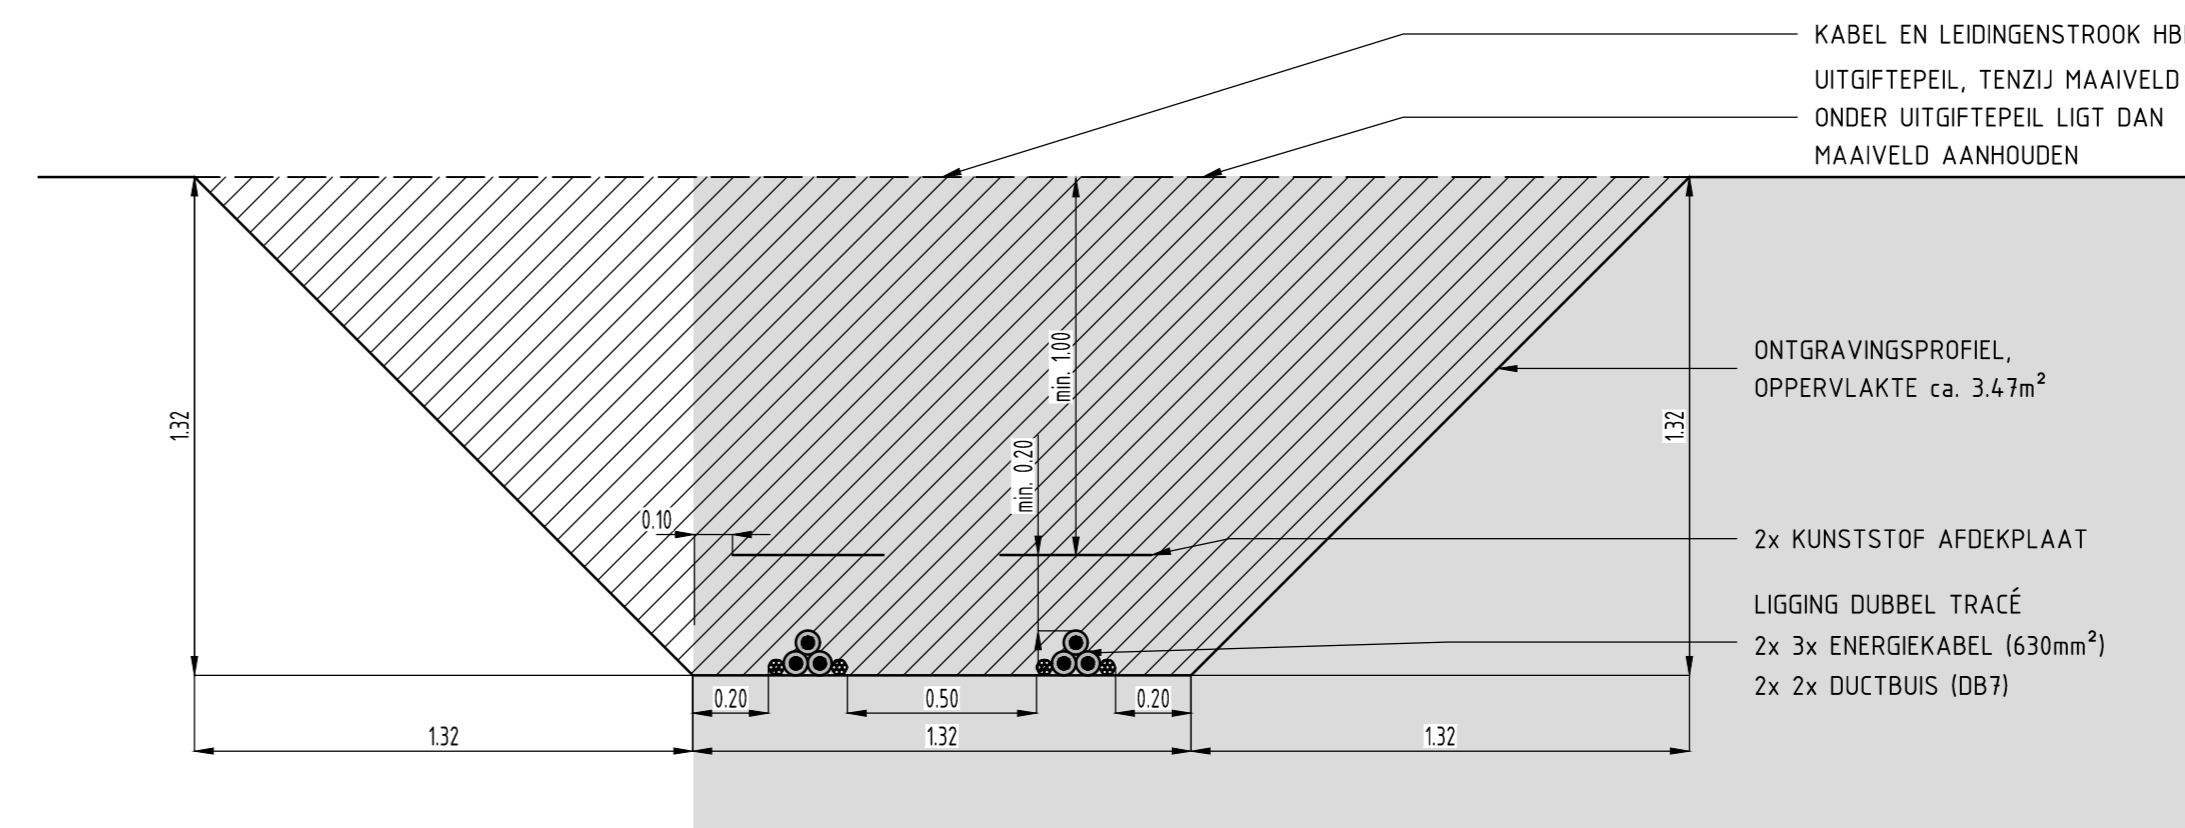 KABEL EN LEIDINGENSTROOK
UITGIFTEPEIL, TENZIJ MAAIVELD
ONDER UITGIFTEPEIL LIGT DAN
MAAIVELD AANHOUDEN
min. 1.00
ONTGRAVINGSPROFIEL,
OPPERVLAKTE ca. 3.47m²
1.32
1.32
min. 0.20
0.10
2x KUNSTSTOF AFDEKPLAAT
LIGGING DUBBEL TRACÉ
2x 3x ENERGIEKABEL (630mm²)
2x 2x DUCTBUIS (DB7)
0.20
0.50
0.20
1.32
1.32
1.32